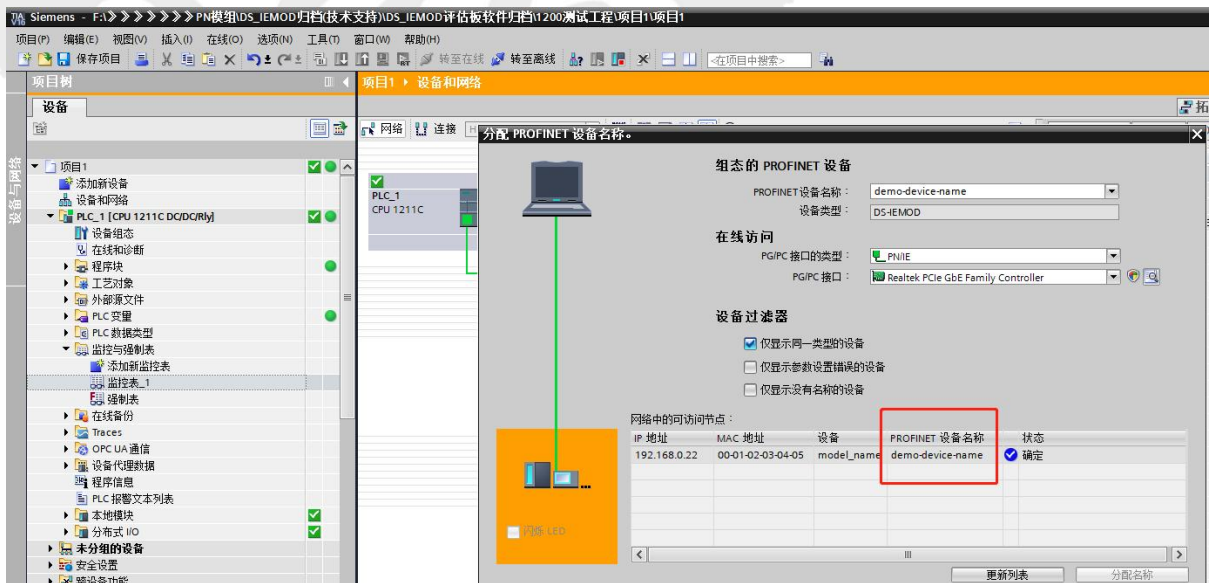 Siemens - F:\》》》》》》》PN模组\DS_IEMOD归档(技术支持)\DS_IEMOD评估板软件归档\1200测试工程\项目1\项目1
项目(P) 编辑(E) 视图(V) 插入(I) 在线(O) 选项(N) 工具(T) 窗口(W) 帮助(H)
保存项目 转至在线 转至离线 <在项目中搜索>
项目树
项目1 ▸ 设备和网络
设备
拓
网络 连接
设备与网络
项目1
添加新设备
设备和网络
PLC_1 [CPU 1211C DC/DC/Rly]
设备组态
在线和诊断
程序块
工艺对象
外部源文件
PLC 变量
PLC 数据类型
监控与强制表
添加新监控表
监控表_1
强制表
在线备份
Traces
OPC UA 通信
设备代理数据
程序信息
PLC 报警文本列表
本地模块
分布式 I/O
未分组的设备
安全设置
跨设备功能
PLC_1
CPU 1211C
分配 PROFINET 设备名称。
组态的 PROFINET 设备
PROFINET设备名称: demo-device-name
设备类型: DS-IEMOD
在线访问
PG/PC 接口的类型: PN/IE
PG/PC 接口: Realtek PCIe GbE Family Controller
设备过滤器
仅显示同一类型的设备
仅显示参数设置错误的设备
仅显示没有名称的设备
网络中的可访问节点:
IP 地址 MAC 地址 设备 PROFINET 设备名称 状态
192.168.0.22 00-01-02-03-04-05 model_name demo-device-name 确定
闪烁 LED
更新列表 分配名称